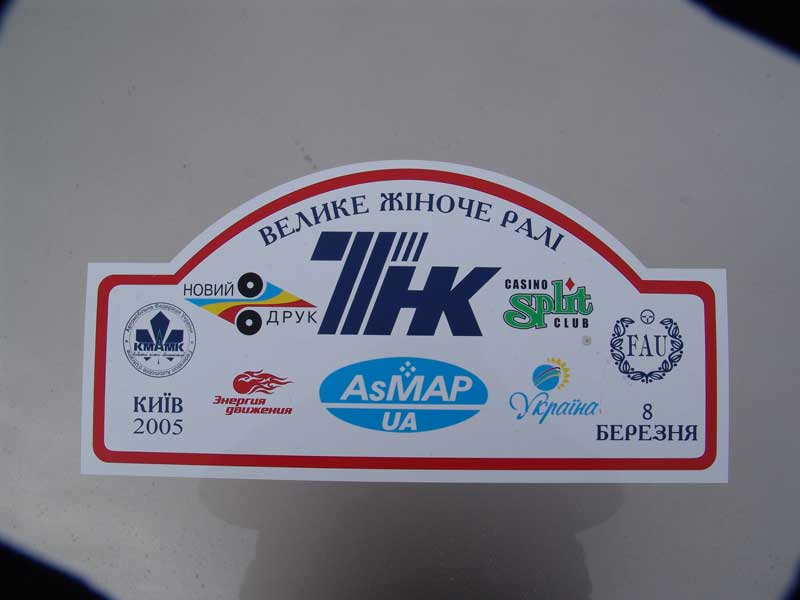 ВЕЛИКЕ ЖІНОЧЕ РАЛІ
НОВИЙ
ДРУК
ТНК
CASINO
split
CLUB
КМАМК
FAU
Энергия
движения
AsMAP
UA
Україна
КИЇВ
2005
8
БЕРЕЗНЯ